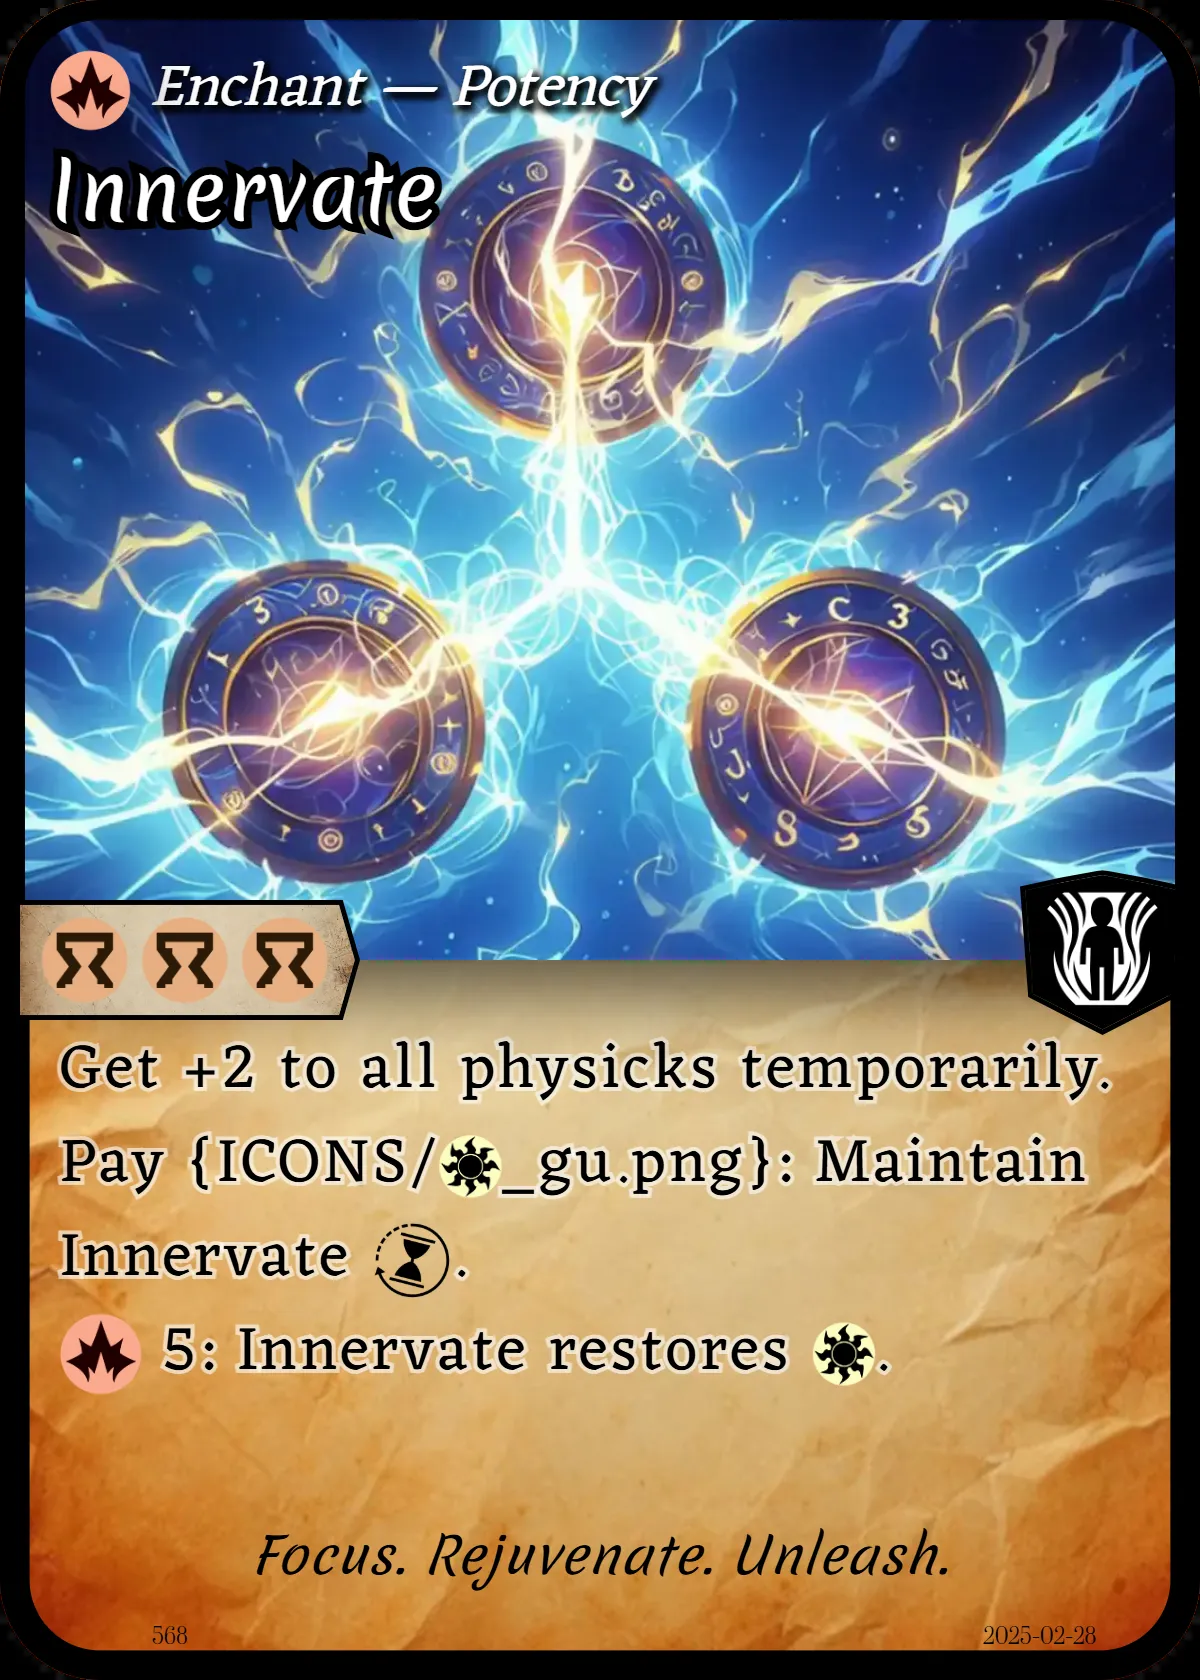 Enchant — Potency
Innervate
Get +2 to all physicks temporarily.
Pay {ICONS/_gu.png}: Maintain
Innervate .
5: Innervate restores .
Focus. Rejuvenate. Unleash.
568
2025-02-28